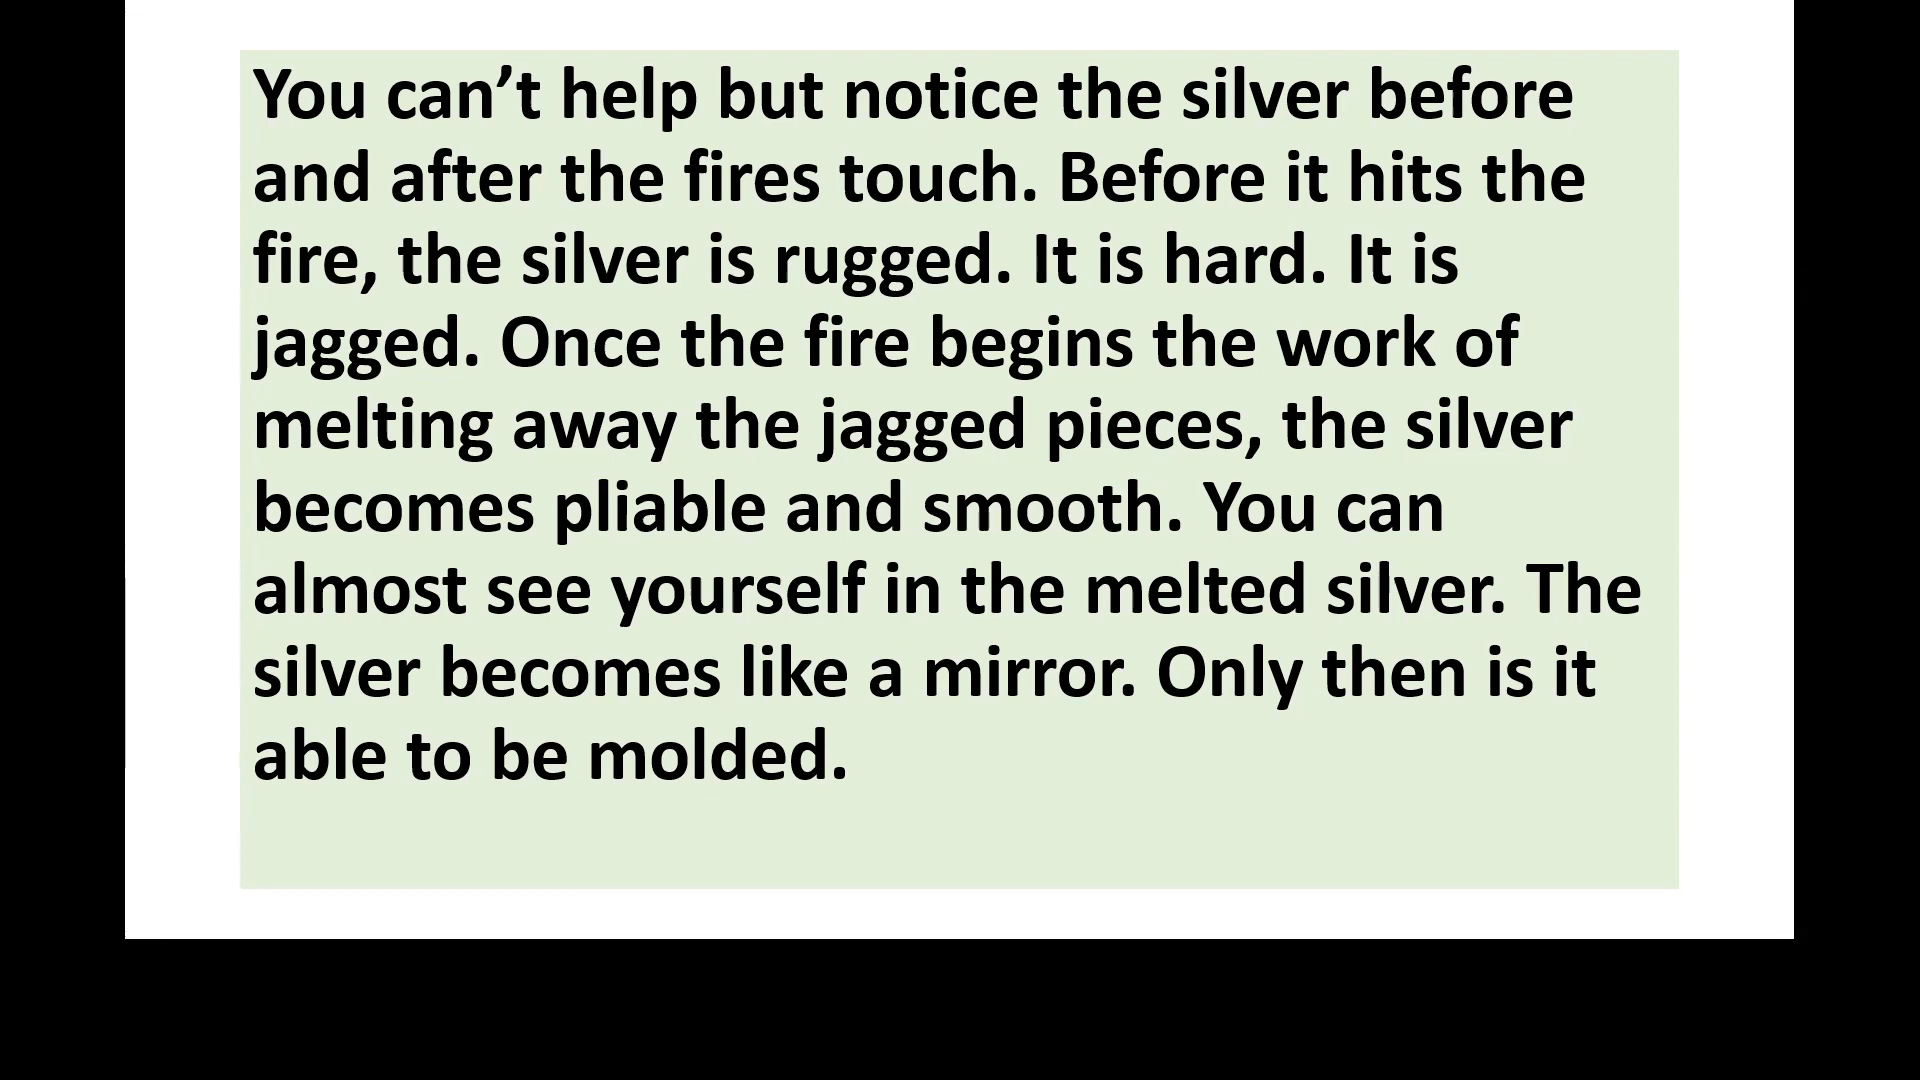 You can’t help but notice the silver before
and after the fires touch. Before it hits the
fire, the silver is rugged. It is hard. It is
jagged. Once the fire begins the work of
melting away the jagged pieces, the silver
becomes pliable and smooth. You can
almost see yourself in the melted silver. The
silver becomes like a mirror. Only then is it
able to be molded.